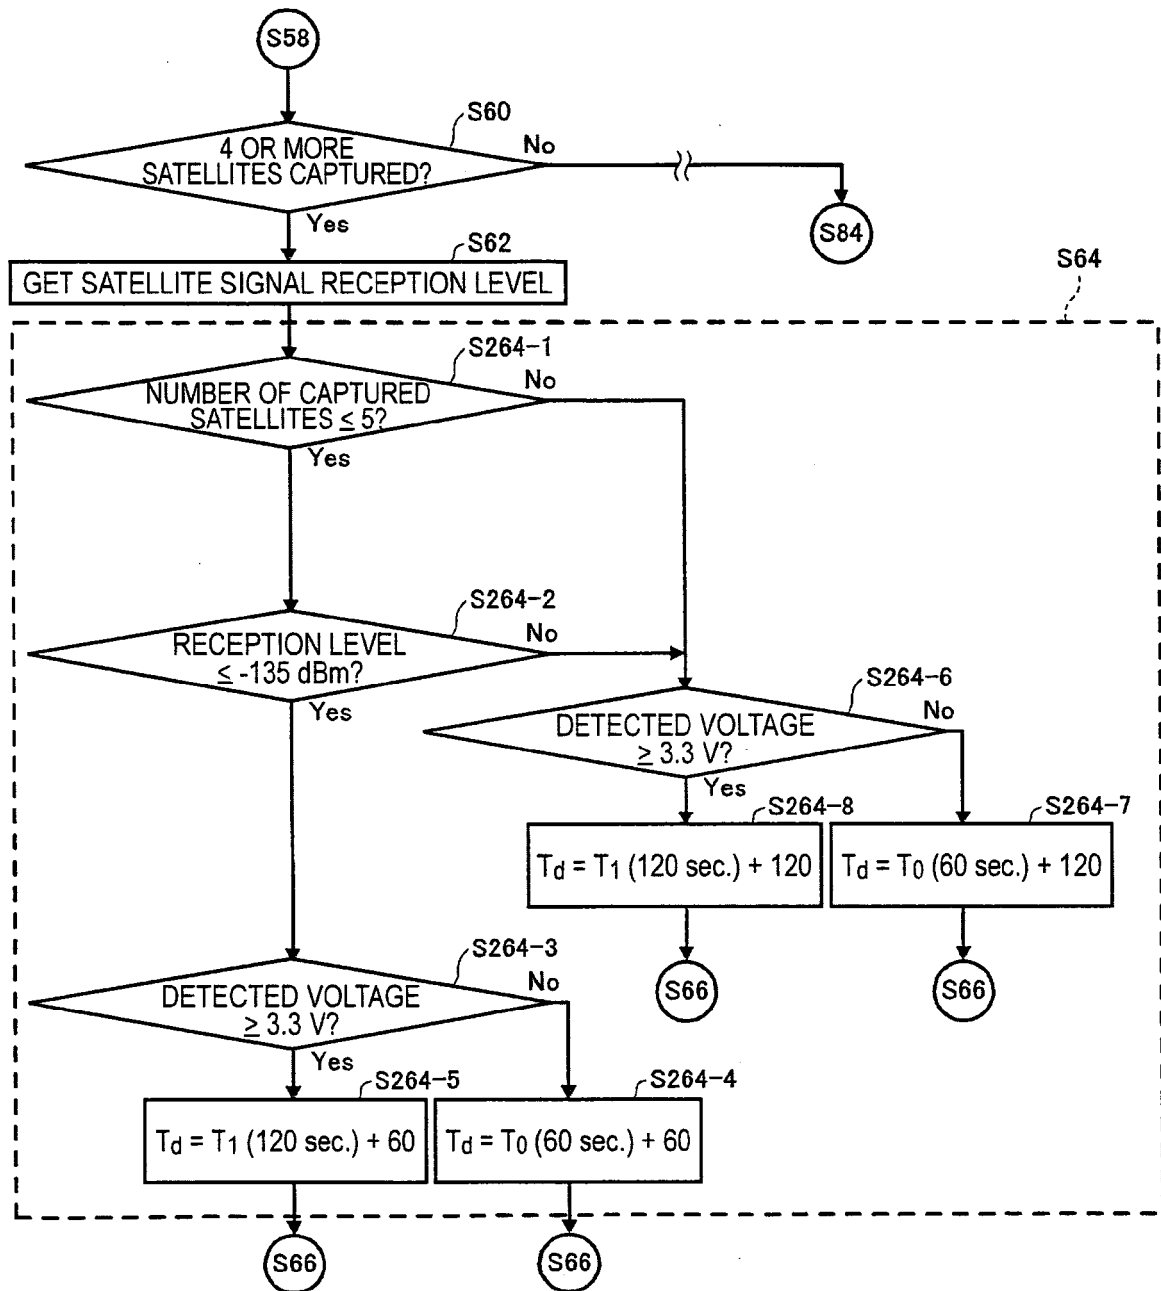 S58
S60
4 OR MORE
SATELLITES CAPTURED?
No
Yes
S84
S62
GET SATELLITE SIGNAL RECEPTION LEVEL
S64
S264-1
NUMBER OF CAPTURED
SATELLITES ≤ 5?
No
Yes
S264-2
RECEPTION LEVEL
≤ -135 dBm?
No
Yes
S264-6
DETECTED VOLTAGE
≥ 3.3 V?
No
Yes
S264-8
Td = T1 (120 sec.) + 120
S264-7
Td = T0 (60 sec.) + 120
S66
S66
S264-3
DETECTED VOLTAGE
≥ 3.3 V?
No
Yes
S264-5
Td = T1 (120 sec.) + 60
S264-4
Td = T0 (60 sec.) + 60
S66
S66